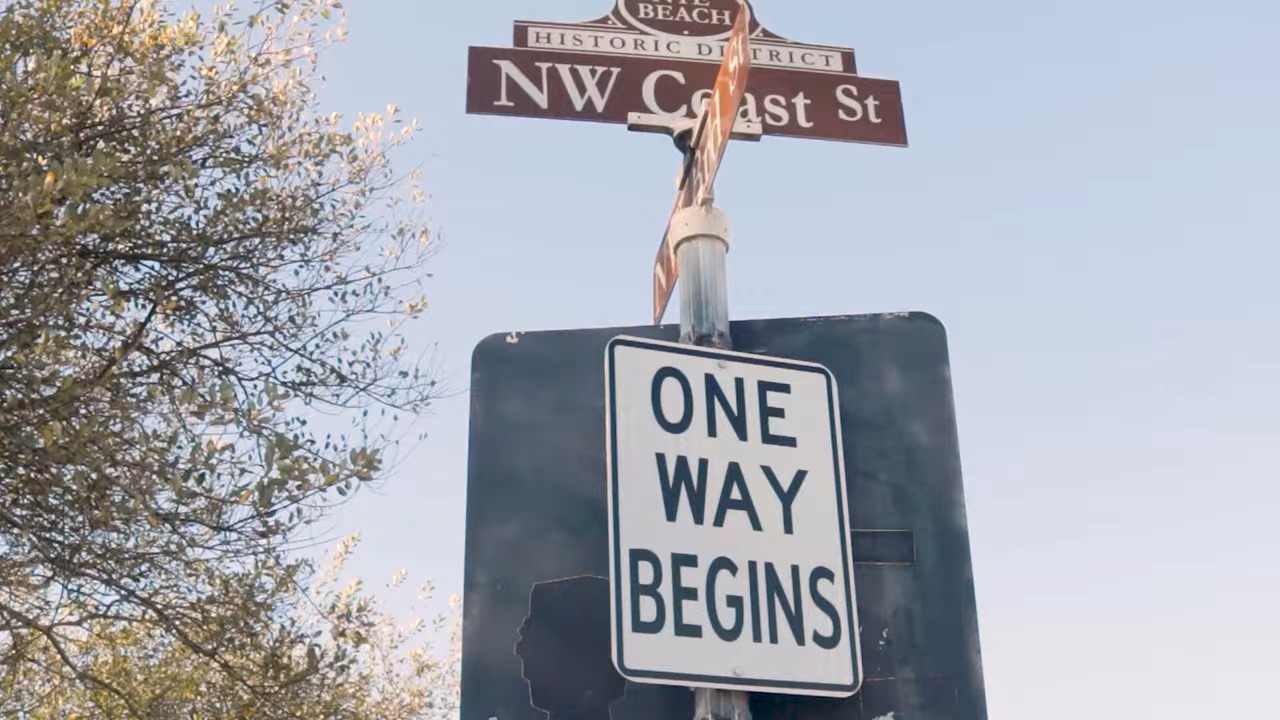 BEACH
HISTORIC DISTRICT
NW Coast St
ONE
WAY
BEGINS